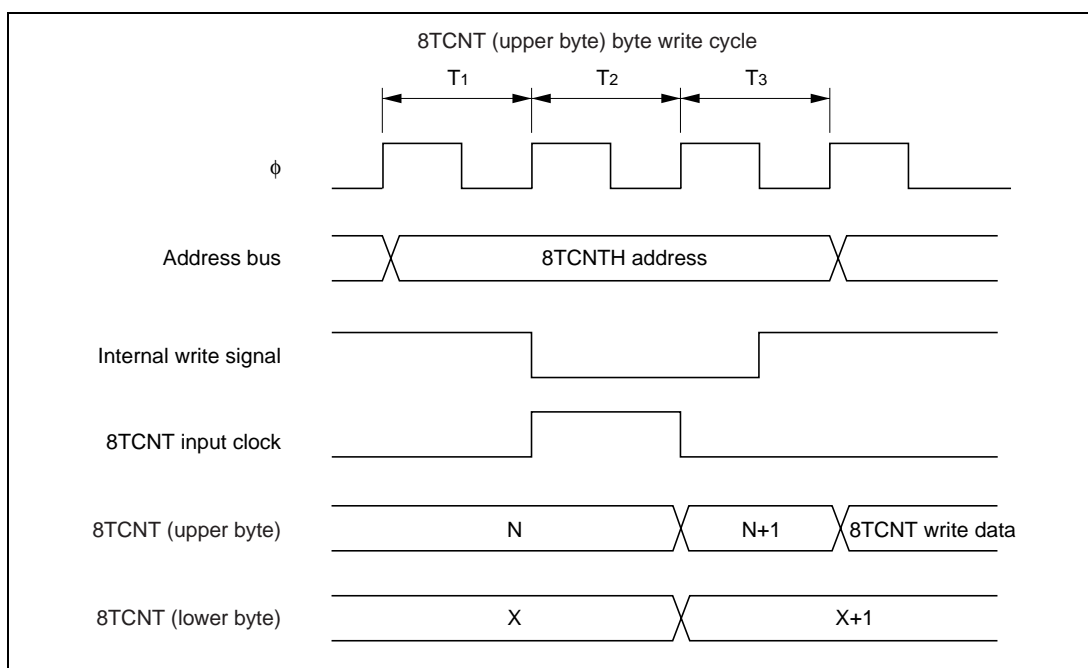 8TCNT (upper byte) byte write cycle
T1 T2 T3
ϕ
Address bus 8TCNTH address
Internal write signal
8TCNT input clock
8TCNT (upper byte) N N+1 8TCNT write data
8TCNT (lower byte) X X+1